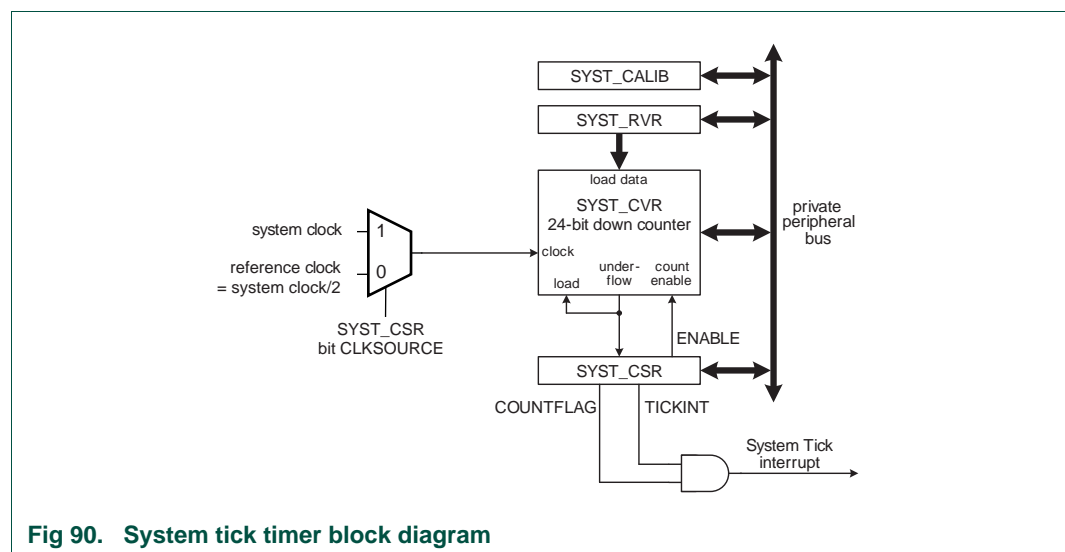 SYST_CALIB
SYST_RVR
load data
SYST_CVR
24-bit down counter
clock
load
under-
flow
count
enable
private
peripheral
bus
system clock
1
reference clock
= system clock/2
0
SYST_CSR
bit CLKSOURCE
ENABLE
SYST_CSR
COUNTFLAG
TICKINT
System Tick
interrupt
Fig 90. System tick timer block diagram